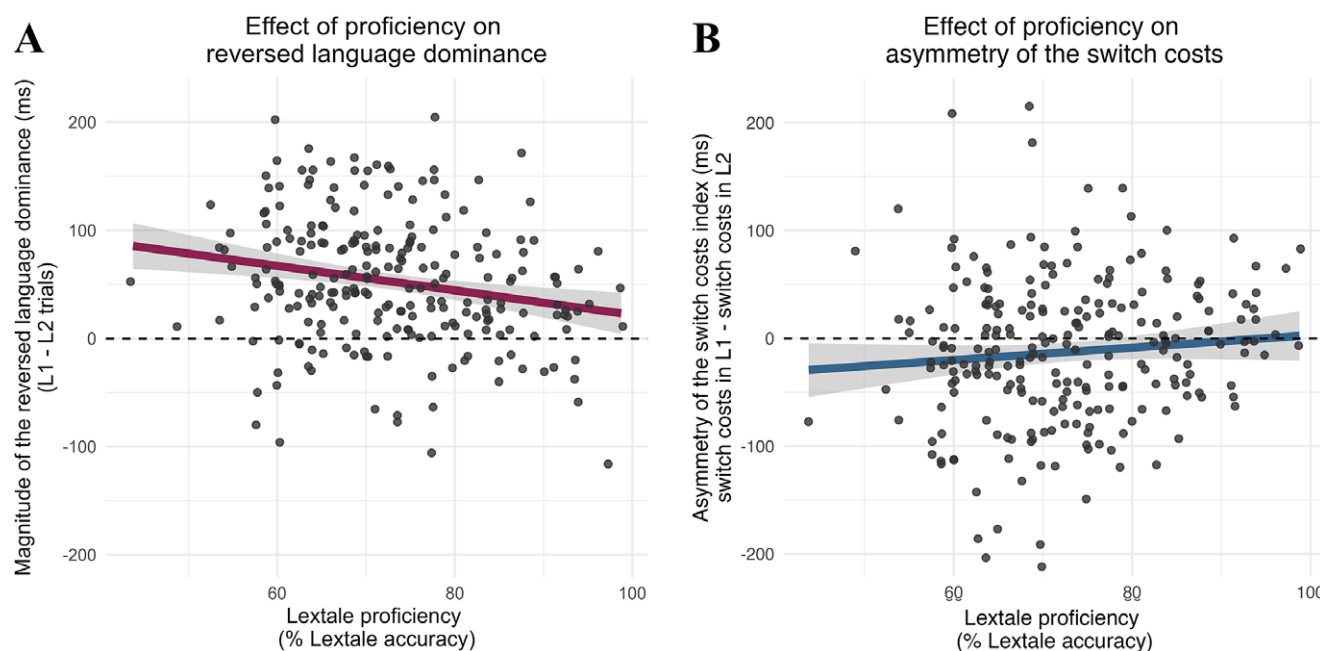 A
Effect of proficiency on
reversed language dominance
Magnitude of the reversed language dominance (ms)
(L1 - L2 trials)
200
100
0
-100
-200
60
80
100
Lextale proficiency
(% Lextale accuracy)
B
Effect of proficiency on
asymmetry of the switch costs
Asymmetry of the switch costs index (ms)
switch costs in L1 - switch costs in L2
200
100
0
-100
-200
60
80
100
Lextale proficiency
(% Lextale accuracy)